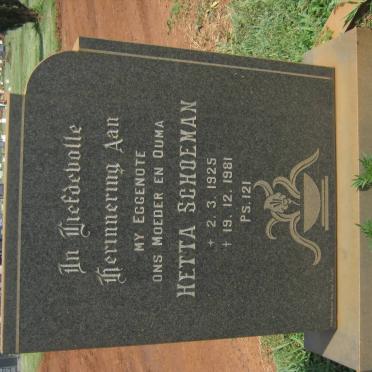 In Liefdevolle
Herinnering Aan
MY EGGENOTE
ONS MOEDER EN OUMA
HETTA SCHOEMAN
+ 2. 3. 1925
+ 19. 12. 1981
PS. 121